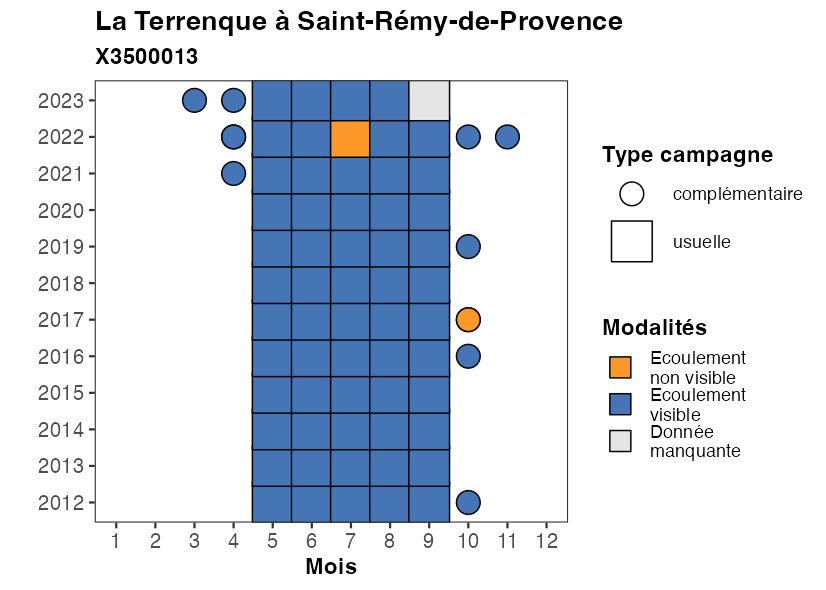 La Terrenque à Saint-Rémy-de-Provence
X3500013
2023
2022
2021
2020
2019
2018
2017
2016
2015
2014
2013
2012
1 2 3 4 5 6 7 8 9 10 11 12
Mois
Type campagne
complémentaire
usuelle
Modalités
Ecoulement
non visible
Ecoulement
visible
Donnée
manquante